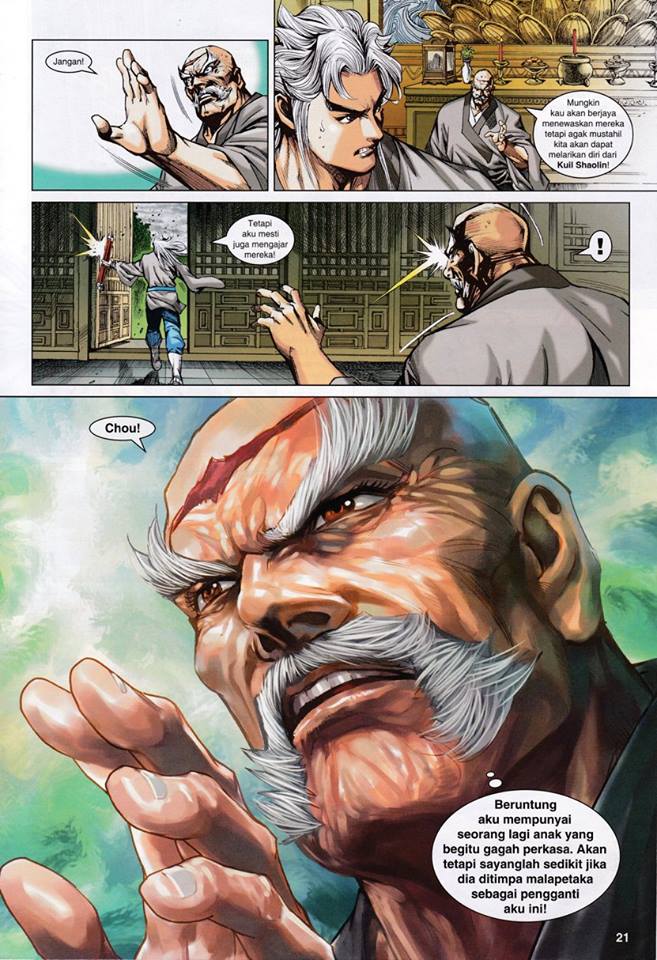 Jangan!
Mungkin
kau akan berjaya
menewaskan mereka
tetapi agak mustahil
kita akan dapat
melarikan diri dari
Kuil Shaolin!
Tetapi
aku mesti
juga mengajar
mereka!
!
Chou!
Beruntung
aku mempunyai
seorang lagi anak yang
begitu gagah perkasa. Akan
tetapi sayanglah sedikit jika
dia ditimpa malapetaka
sebagai pengganti
aku ini!
21